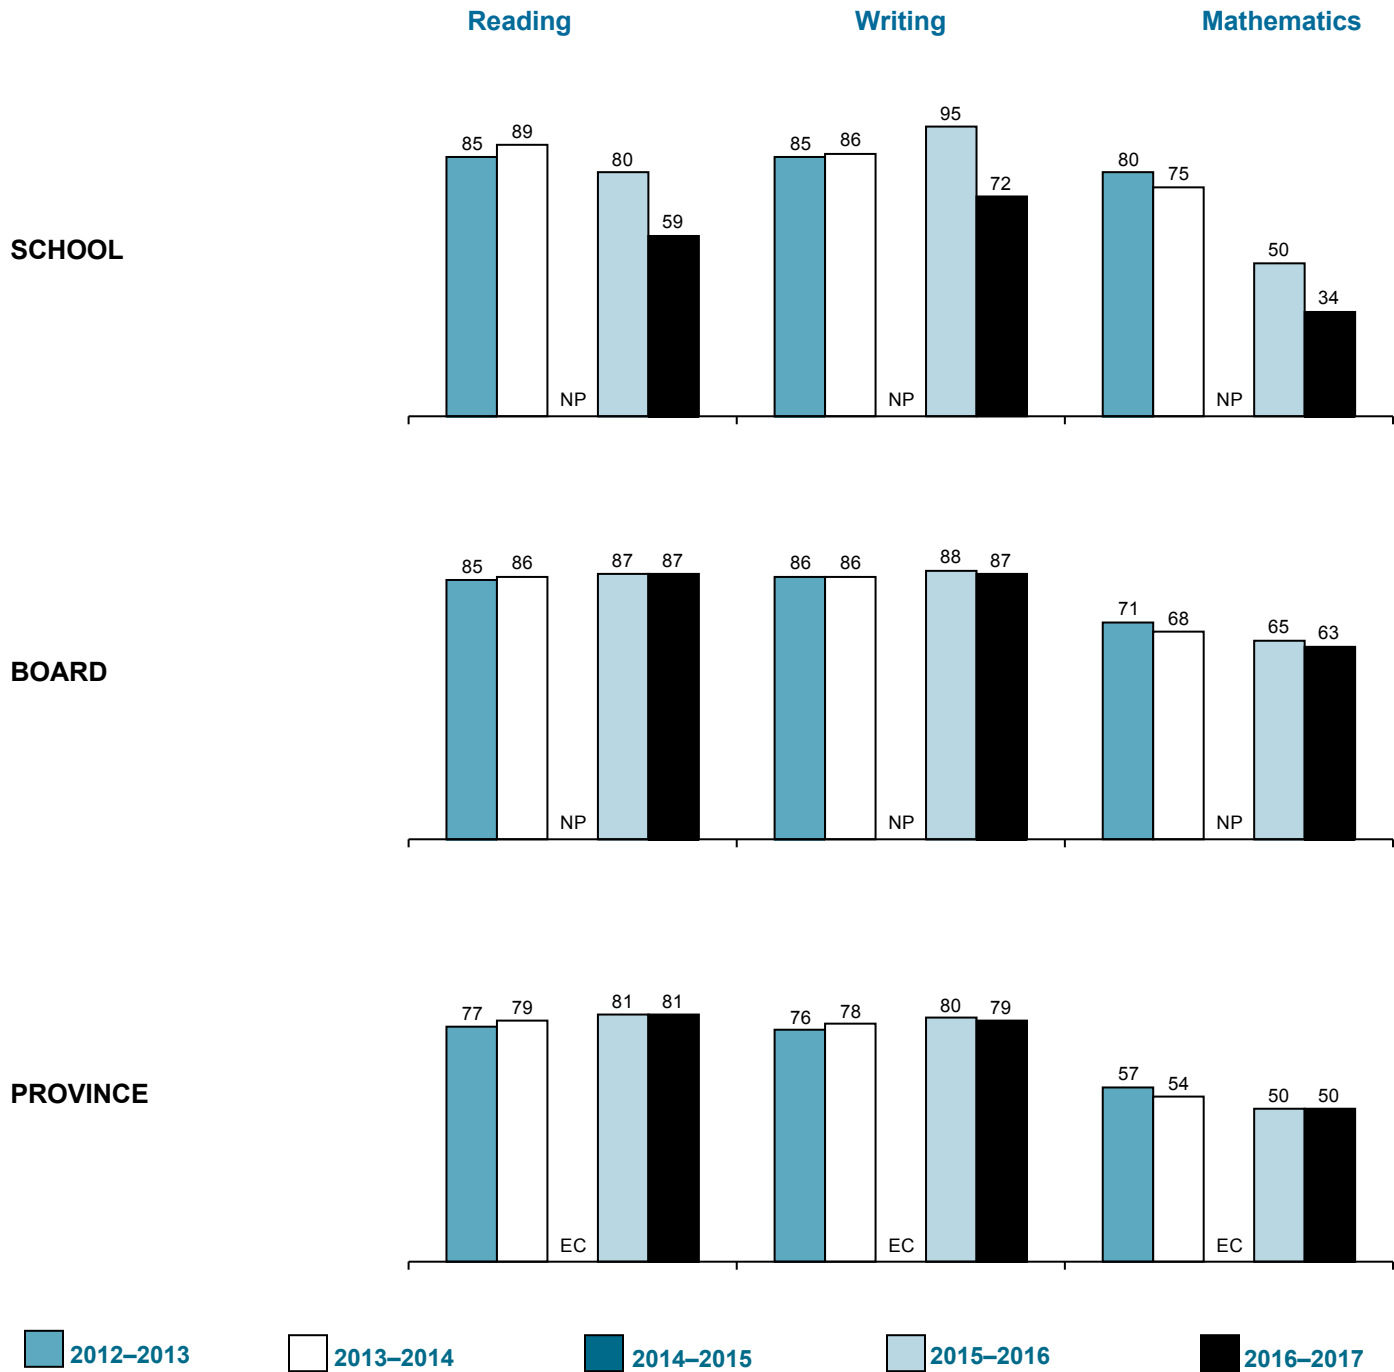 Reading Writing Mathematics
SCHOOL
85 89 NP 80 59 85 86 NP 95 72 80 75 NP 50 34
BOARD
85 86 NP 87 87 86 86 NP 88 87 71 68 NP 65 63
PROVINCE
77 79 EC 81 81 76 78 EC 80 79 57 54 EC 50 50
2012–2013 2013–2014 2014–2015 2015–2016 2016–2017